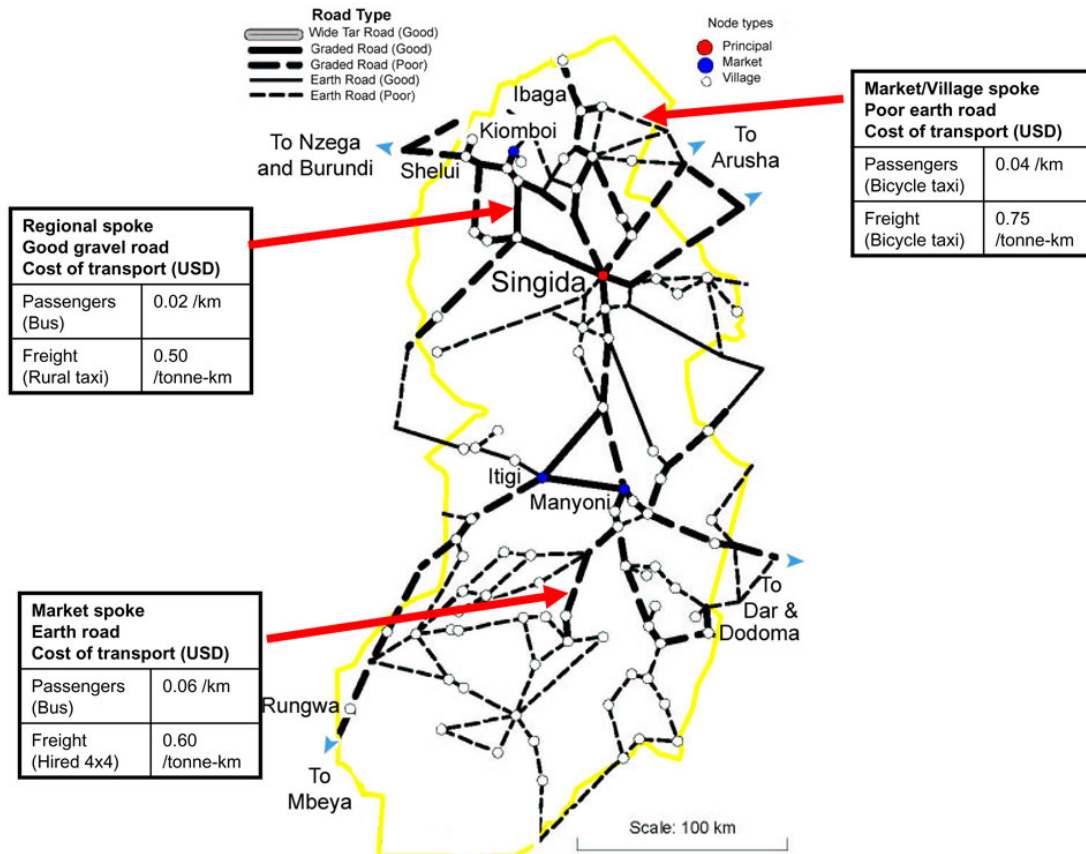 Road Type
Wide Tar Road (Good)
Graded Road (Good)
Graded Road (Poor)
Earth Road (Good)
Earth Road (Poor)
Node types
Principal
Market
Village
Market/Village spoke
Poor earth road
Cost of transport (USD)
Passengers
(Bicycle taxi)
0.04 /km
Freight
(Bicycle taxi)
0.75
/tonne-km
Ibaga
Kiomboi
To Nzega
and Burundi
Shelui
To
Arusha
Regional spoke
Good gravel road
Cost of transport (USD)
Passengers
(Bus)
0.02 /km
Freight
(Rural taxi)
0.50
/tonne-km
Singida
Itigi
Manyoni
Market spoke
Earth road
Cost of transport (USD)
Passengers
(Bus)
0.06 /km
Freight
(Hired 4x4)
0.60
/tonne-km
To
Dar &
Dodoma
Rungwa
To
Mbeya
Scale: 100 km